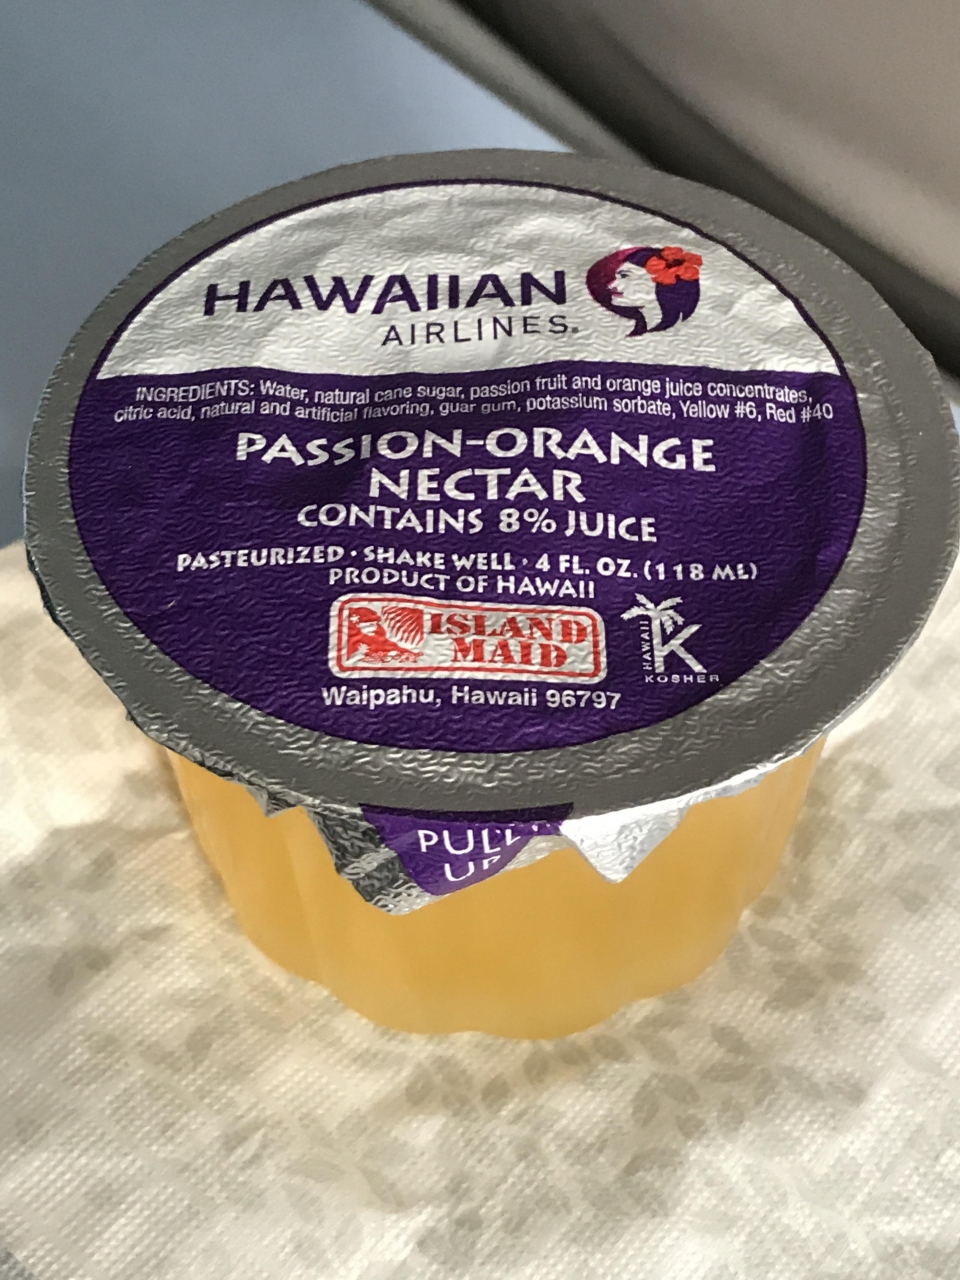 HAWAIIAN
AIRLINES®
INGREDIENTS: Water, natural cane sugar, passion fruit and orange juice concentrates,
citric acid, natural and artificial flavoring, guar gum, potassium sorbate, Yellow #6, Red #40
PASSION-ORANGE
NECTAR
CONTAINS 8% JUICE
PASTEURIZED • SHAKE WELL • 4 FL. OZ. (118 ML)
PRODUCT OF HAWAII
ISLAND
MAID
HAWAII
K
KOSHER
Waipahu, Hawaii 96797
PULL
UP